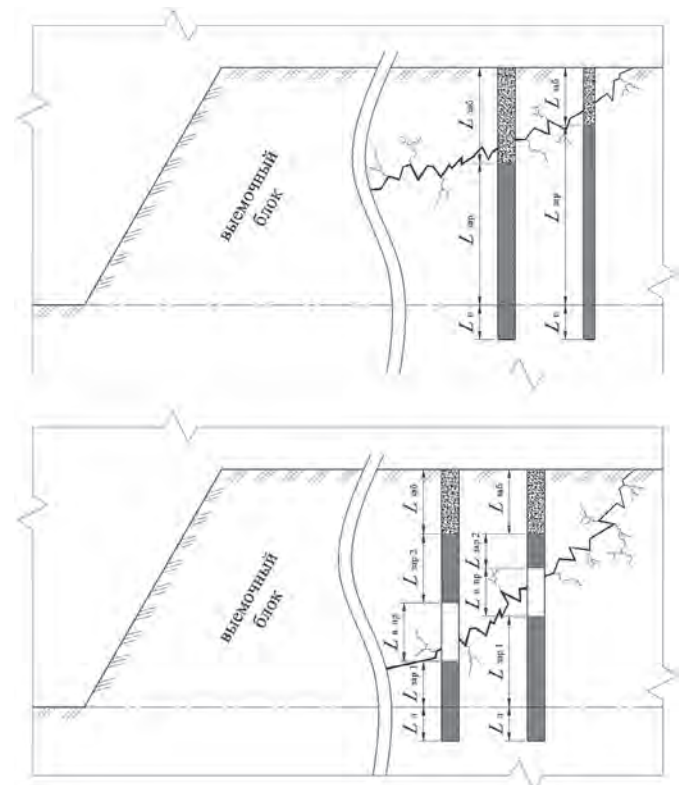 выемочный
блок
L заб
L зар
L п
L заб
L зар
L п
выемочный
блок
L заб
L зар 2
L в. пр
L зар 1
L п
L заб
L зар 2
L в. пр
L зар 1
L п